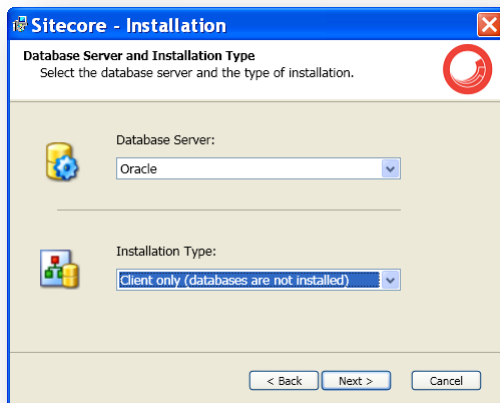 Sitecore - Installation
Database Server and Installation Type
Select the database server and the type of installation.
Database Server:
Oracle
Installation Type:
Client only (databases are not installed)
< Back Next > Cancel